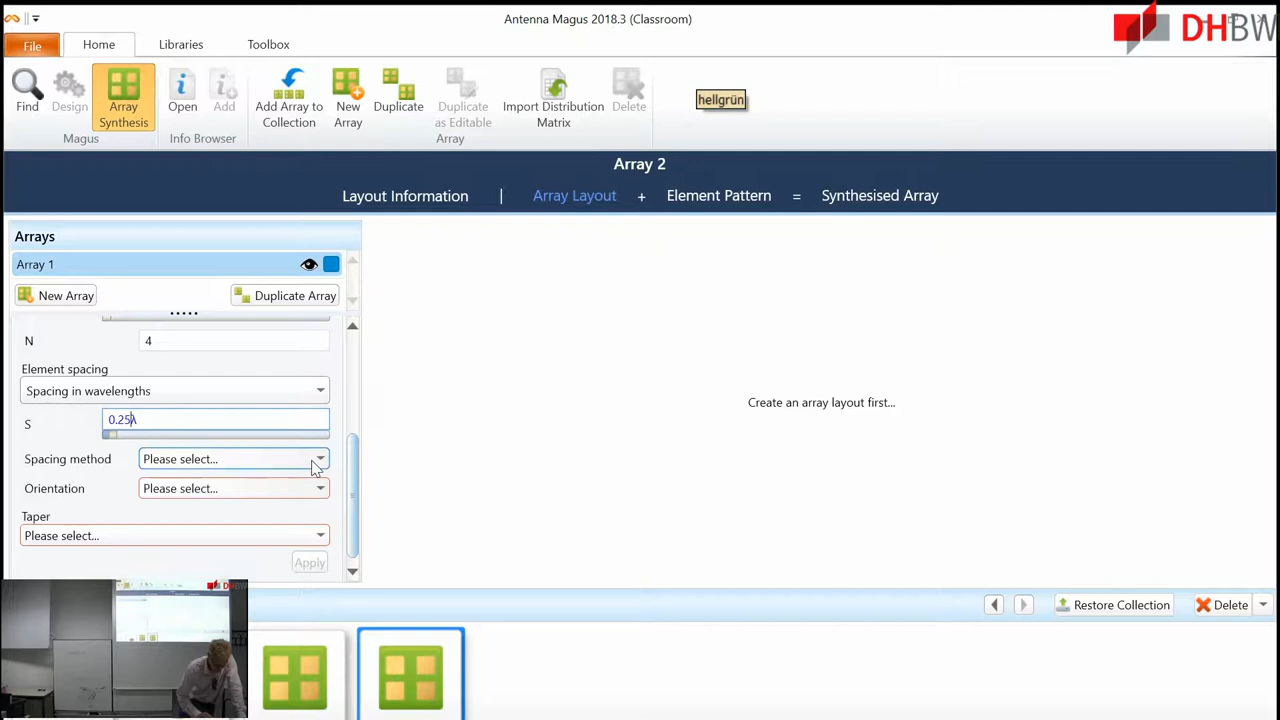 Antenna Magus 2018.3 (Classroom)
DHBW
File
Home
Libraries
Toolbox
Find
Design
Array Synthesis
Open
Add
Add Array to Collection
New Array
Duplicate
Duplicate as Editable
Import Distribution Matrix
Delete
hellgrün
Magus
Info Browser
Array
Array 2
Layout Information | Array Layout + Element Pattern = Synthesised Array
Arrays
Array 1
New Array
Duplicate Array
N
4
Element spacing
Spacing in wavelengths
S
0.25λ
Spacing method
Please select...
Orientation
Please select...
Taper
Please select...
Apply
Create an array layout first...
Restore Collection
Delete